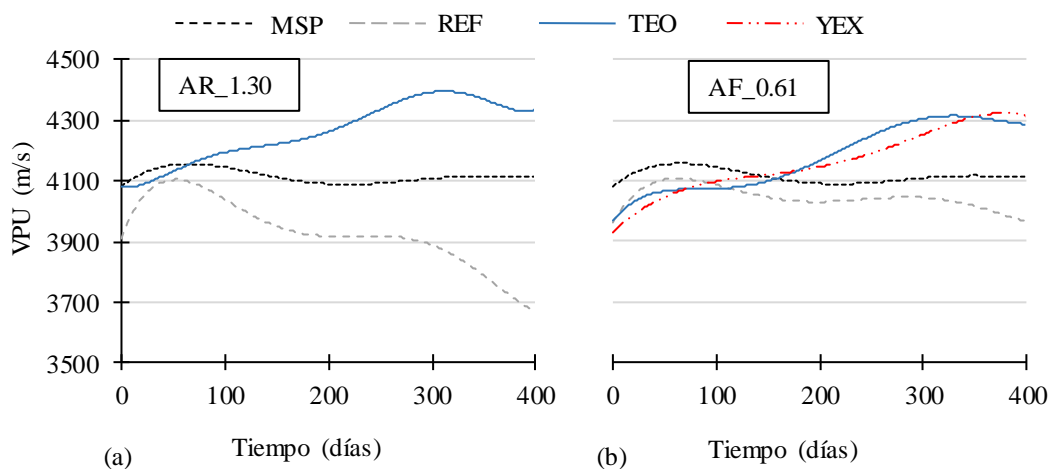 MSP REF TEO YEX
4500
4300
4100
3900
3700
3500
VPU (m/s)
AR_1.30
AF_0.61
0 100 200 300 400
0 100 200 300 400
(a) Tiempo (días)
(b) Tiempo (días)